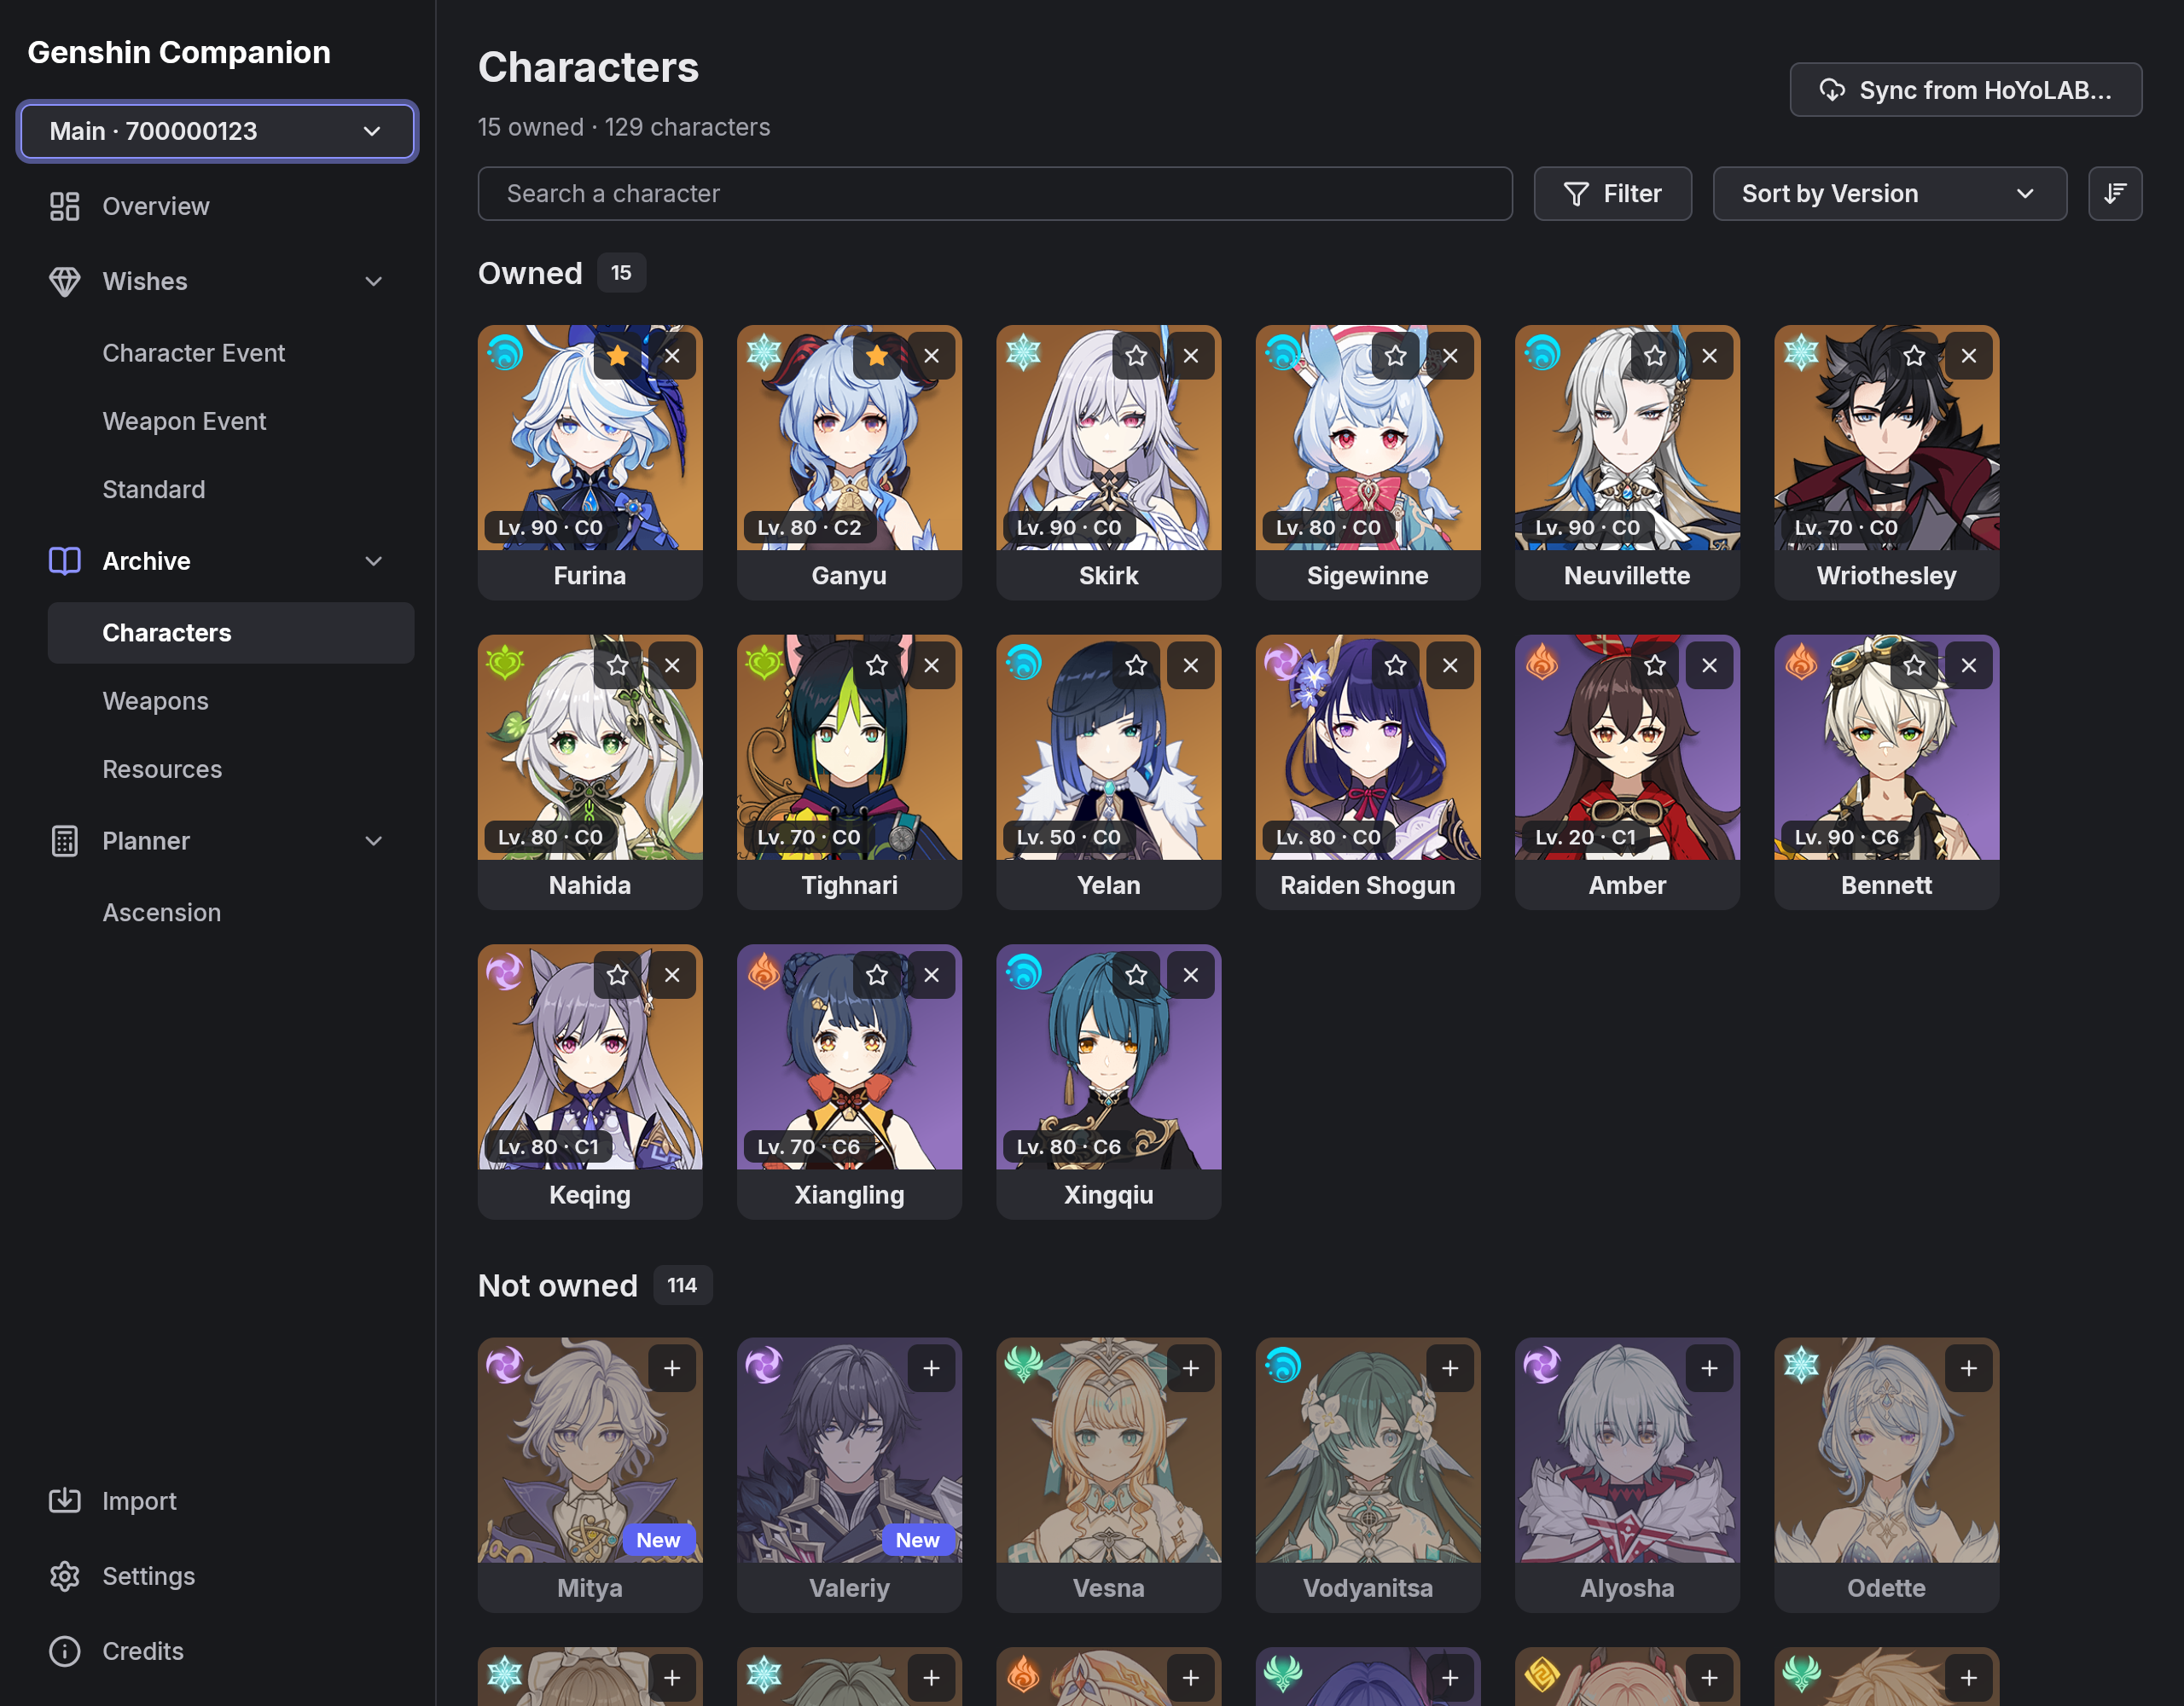 Genshin Companion
Main · 700000123
Overview
Wishes
Character Event
Weapon Event
Standard
Archive
Characters
Weapons
Resources
Planner
Ascension
Import
Settings
Credits
Characters
15 owned · 129 characters
Sync from HoYoLAB...
Search a character
Filter
Sort by Version
Owned 15
Lv. 90 · C0
Furina
Lv. 80 · C2
Ganyu
Lv. 90 · C0
Skirk
Lv. 80 · C0
Sigewinne
Lv. 90 · C0
Neuvillette
Lv. 70 · C0
Wriothesley
Lv. 80 · C0
Nahida
Lv. 70 · C0
Tighnari
Lv. 50 · C0
Yelan
Lv. 80 · C0
Raiden Shogun
Lv. 20 · C1
Amber
Lv. 90 · C6
Bennett
Lv. 80 · C1
Keqing
Lv. 70 · C6
Xiangling
Lv. 80 · C6
Xingqiu
Not owned 114
New
Mitya
New
Valeriy
Vesna
Vodyanitsa
Alyosha
Odette